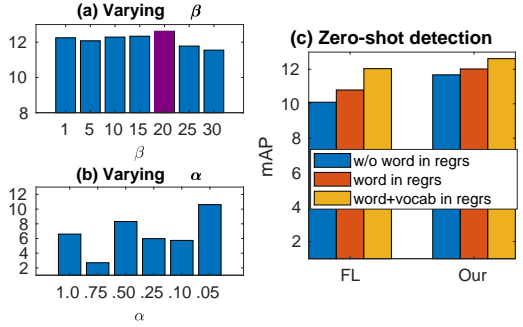 (a) Varying β
12
10
8
1 5 10 15 20 25 30
β
(b) Varying α
12
10
8
6
4
2
1.0 .75 .50 .25 .10 .05
α
(c) Zero-shot detection
mAP
12
10
8
6
4
2
w/o word in regrs
word in regrs
word+vocab in regrs
FL Our